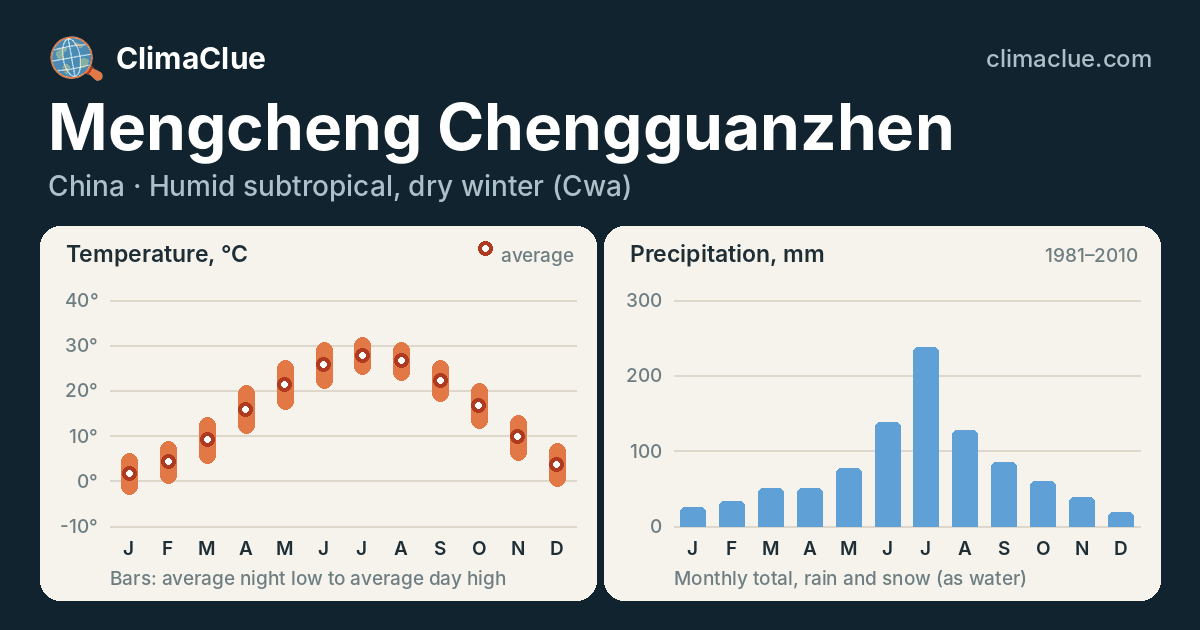 ClimaClue
climaclue.com
Mengcheng Chengguanzhen
China · Humid subtropical, dry winter (Cwa)
Temperature, °C
average
40°
30°
20°
10°
0°
-10°
J F M A M J J A S O N D
Bars: average night low to average day high
Precipitation, mm
1981–2010
300
200
100
0
J F M A M J J A S O N D
Monthly total, rain and snow (as water)